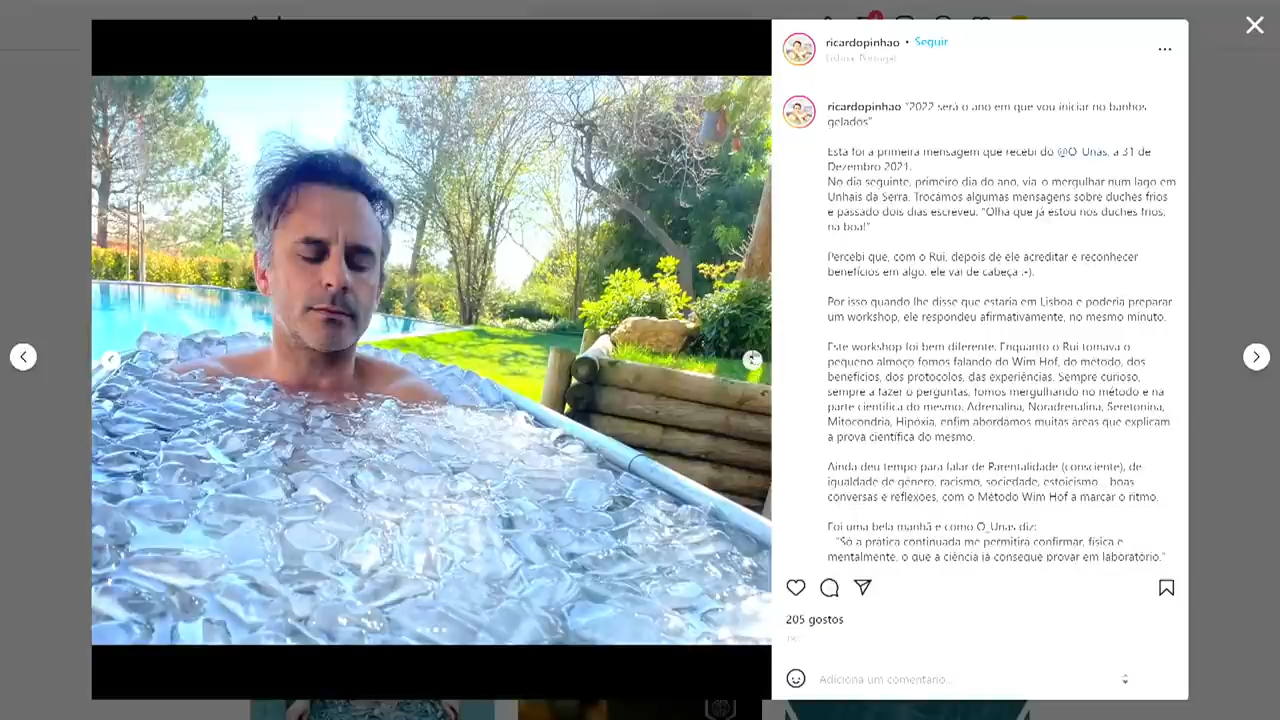 ricardopinhao • Seguir
Lisboa, Portugal
ricardopinhao "2022 será o ano em que vou iniciar no banhos
gelados"
Esta foi a primeira mensagem que recebi do @O_Unas, a 31 de
Dezembro 2021.
No dia seguinte, primeiro dia do ano, via-o mergulhar num lago em
Unhais da Serra. Trocámos algumas mensagens sobre duches frios
e passado dois dias escreveu: "Olha que já estou nos duches frios,
na boa!"
Percebi que, com o Rui, depois de ele acreditar e reconhecer
benefícios em algo, ele vai de cabeça :-).
Por isso quando lhe disse que estaria em Lisboa e poderia preparar
um workshop, ele respondeu afirmativamente, no mesmo minuto.
Este workshop foi bem diferente. Enquanto o Rui tomava o
pequeno almoço fomos falando do Wim Hof, do método, dos
benefícios, dos protocolos, das experiências. Sempre curioso,
sempre a fazer o perguntas, fomos mergulhando no método e na
parte científica do mesmo. Adrenalina, Noradrenalina, Seretonina,
Mitocondria, Hipóxia, enfim abordámos muitas áreas que explicam
a prova científica do mesmo.
Ainda deu tempo para falar de Parentalidade (consciente), de
igualdade de género, racismo, sociedade, estoicismo... boas
conversas e reflexões, com o Método Wim Hof a marcar o ritmo.
Foi uma bela manhã e como O_Unas diz:
"Só a prática continuada me permitirá confirmar, física e
mentalmente, o que a ciência já consegue provar em laboratório."
205 gostos
Adiciona um comentário...